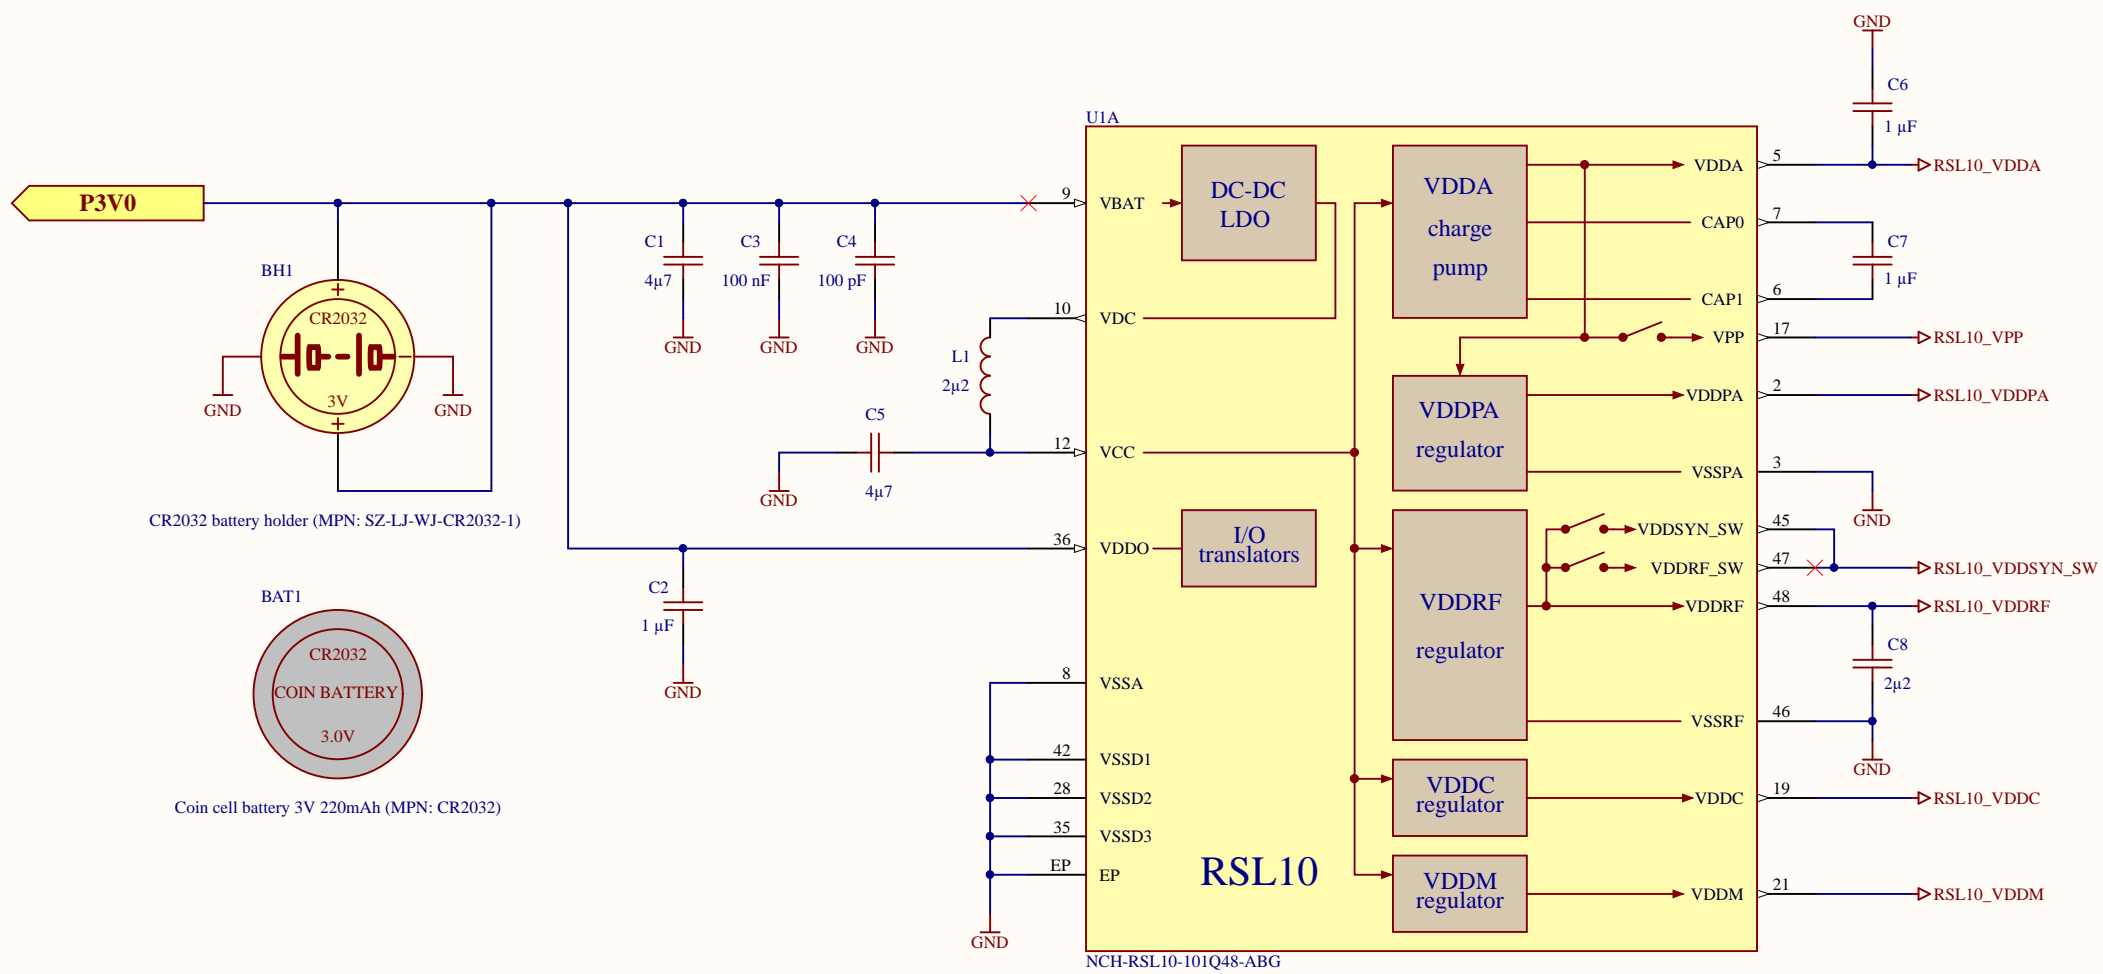 GND
C6
1 µF
U1A
5
VDDA
RSL10_VDDA
P3V0
9
VBAT
DC-DC
LDO
VDDA
charge
pump
7
CAP0
C7
1 µF
6
CAP1
C1
4µ7
GND
C3
100 nF
GND
C4
100 pF
GND
BH1
+
CR2032
3V
+
GND
GND
CR2032 battery holder (MPN: SZ-LJ-WJ-CR2032-1)
10
VDC
L1
2µ2
17
VPP
RSL10_VPP
VDDPA
regulator
2
VDDPA
RSL10_VDDPA
C5
4µ7
GND
12
VCC
3
VSSPA
GND
36
VDDO
I/O
translators
45
VDDSYN_SW
47
VDDRF_SW
RSL10_VDDSYN_SW
48
VDDRF
RSL10_VDDRF
VDDRF
regulator
C8
2µ2
46
VSSRF
GND
C2
1 µF
GND
BAT1
CR2032
COIN BATTERY
3.0V
Coin cell battery 3V 220mAh (MPN: CR2032)
8
VSSA
42
VSSD1
28
VSSD2
35
VSSD3
EP
EP
GND
VDDC
regulator
19
VDDC
RSL10_VDDC
VDDM
regulator
21
VDDM
RSL10_VDDM
RSL10
NCH-RSL10-101Q48-ABG